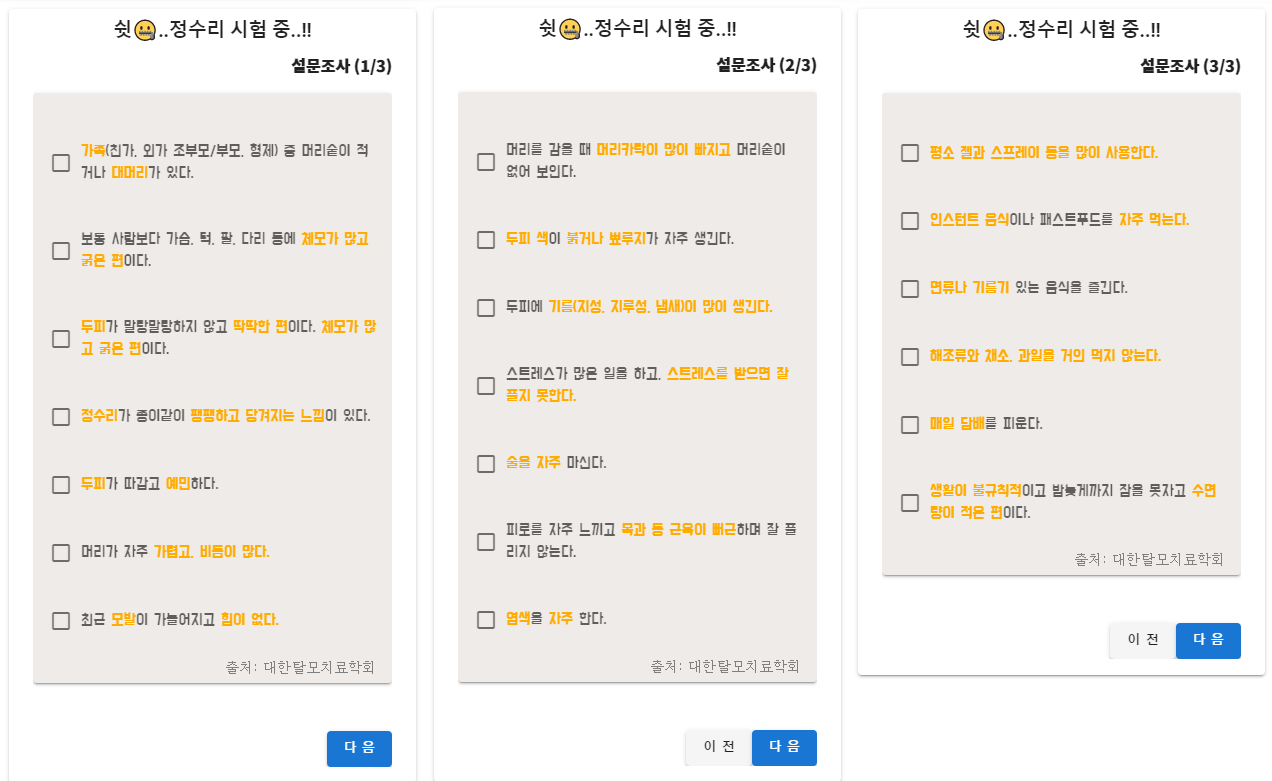 쉿🤐..정수리 시험 중..!!
설문조사 (1/3)
가족(친가, 외가 조부모/부모, 형제) 중 머리숱이 적
거나 대머리가 있다.
보통 사람보다 가슴, 턱, 팔, 다리 등에 체모가 많고
굵은 편이다.
두피가 말랑말랑하지 않고 딱딱한 편이다. 체모가 많
고 굵은 편이다.
정수리가 종이같이 팽팽하고 당겨지는 느낌이 있다.
두피가 따갑고 예민하다.
머리가 자주 가렵고, 비듬이 많다.
최근 모발이 가늘어지고 힘이 없다.
출처: 대한탈모치료학회
다 음
쉿🤐..정수리 시험 중..!!
설문조사 (2/3)
머리를 감을 때 머리카락이 많이 빠지고 머리숱이
없어 보인다.
두피 색이 붉거나 뾰루지가 자주 생긴다.
두피에 기름(지성, 지루성, 냄새)이 많이 생긴다.
스트레스가 많은 일을 하고, 스트레스를 받으면 잘
풀지 못한다.
술을 자주 마신다.
피로를 자주 느끼고 목과 등 근육이 뻐근하며 잘 풀
리지 않는다.
염색을 자주 한다.
출처: 대한탈모치료학회
이 전
다 음
쉿🤐..정수리 시험 중..!!
설문조사 (3/3)
평소 젤과 스프레이 등을 많이 사용한다.
인스턴트 음식이나 패스트푸드를 자주 먹는다.
면류나 기름기 있는 음식을 즐긴다.
해조류와 채소, 과일을 거의 먹지 않는다.
매일 담배를 피운다.
생활이 불규칙적이고 밤늦게까지 잠을 못자고 수면
량이 적은 편이다.
출처: 대한탈모치료학회
이 전
다 음